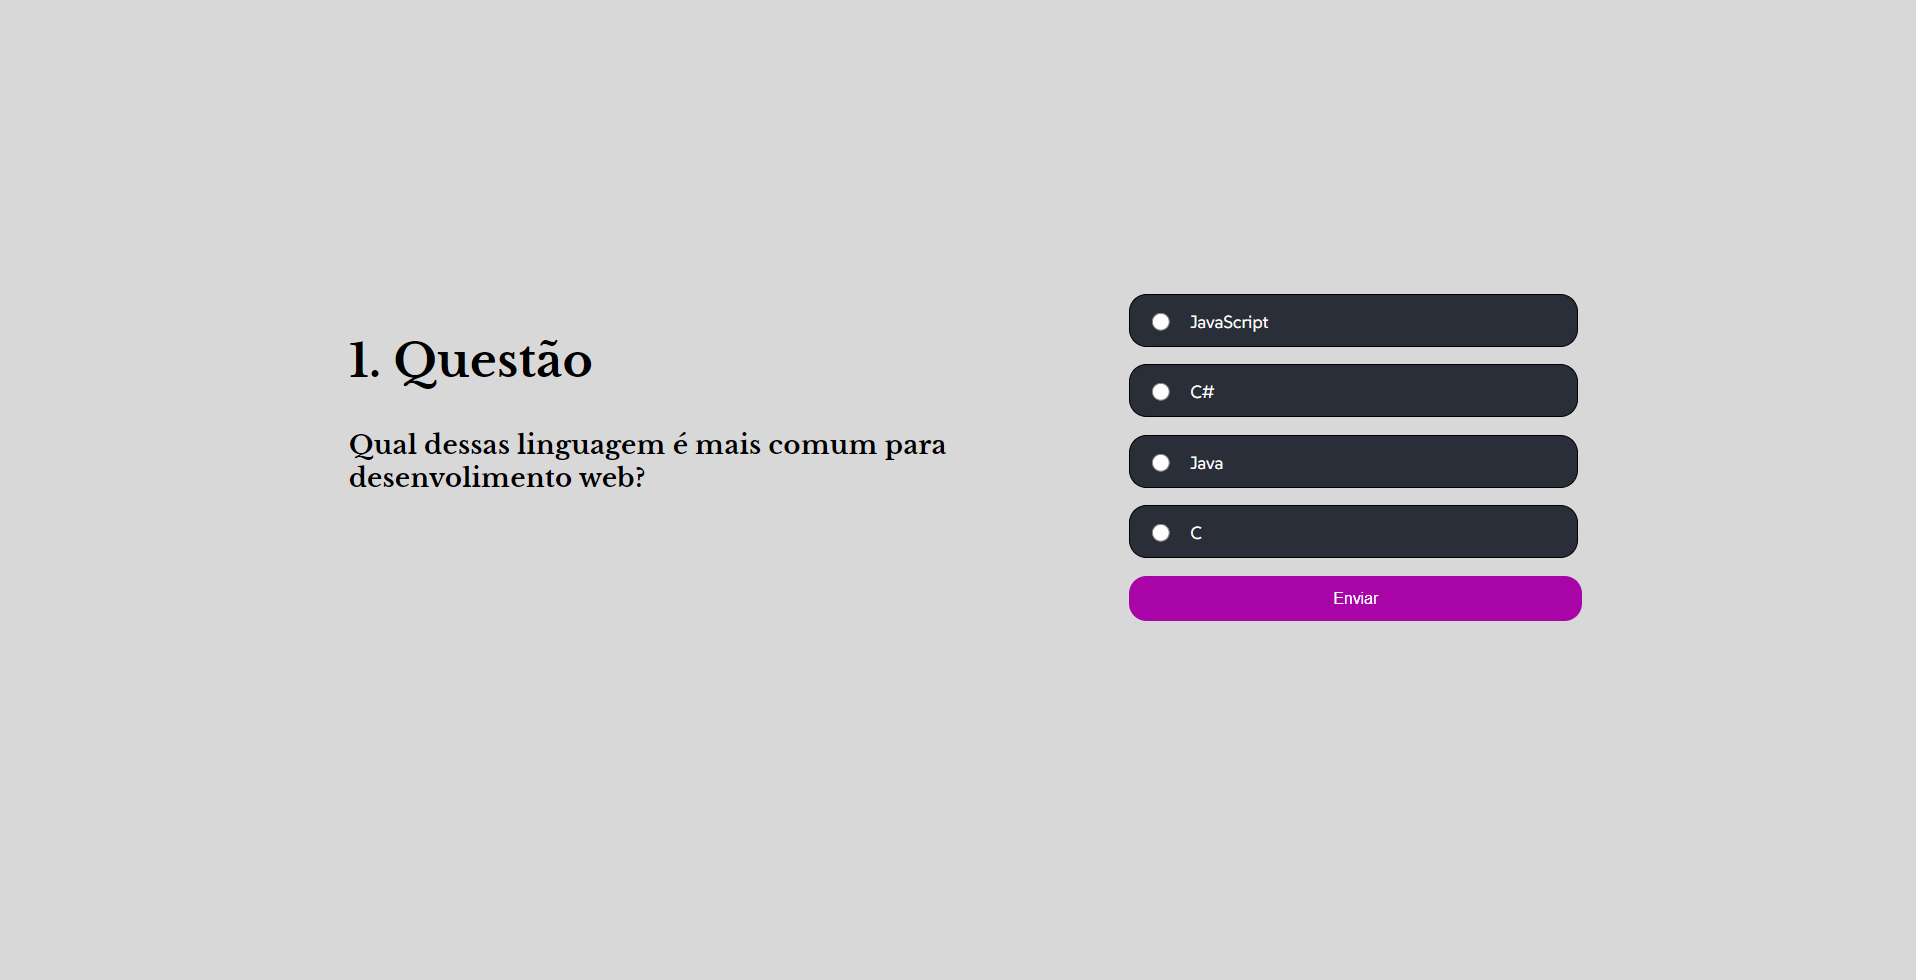 1. Questão
Qual dessas linguagem é mais comum para
desenvolimento web?
JavaScript
C#
Java
C
Enviar